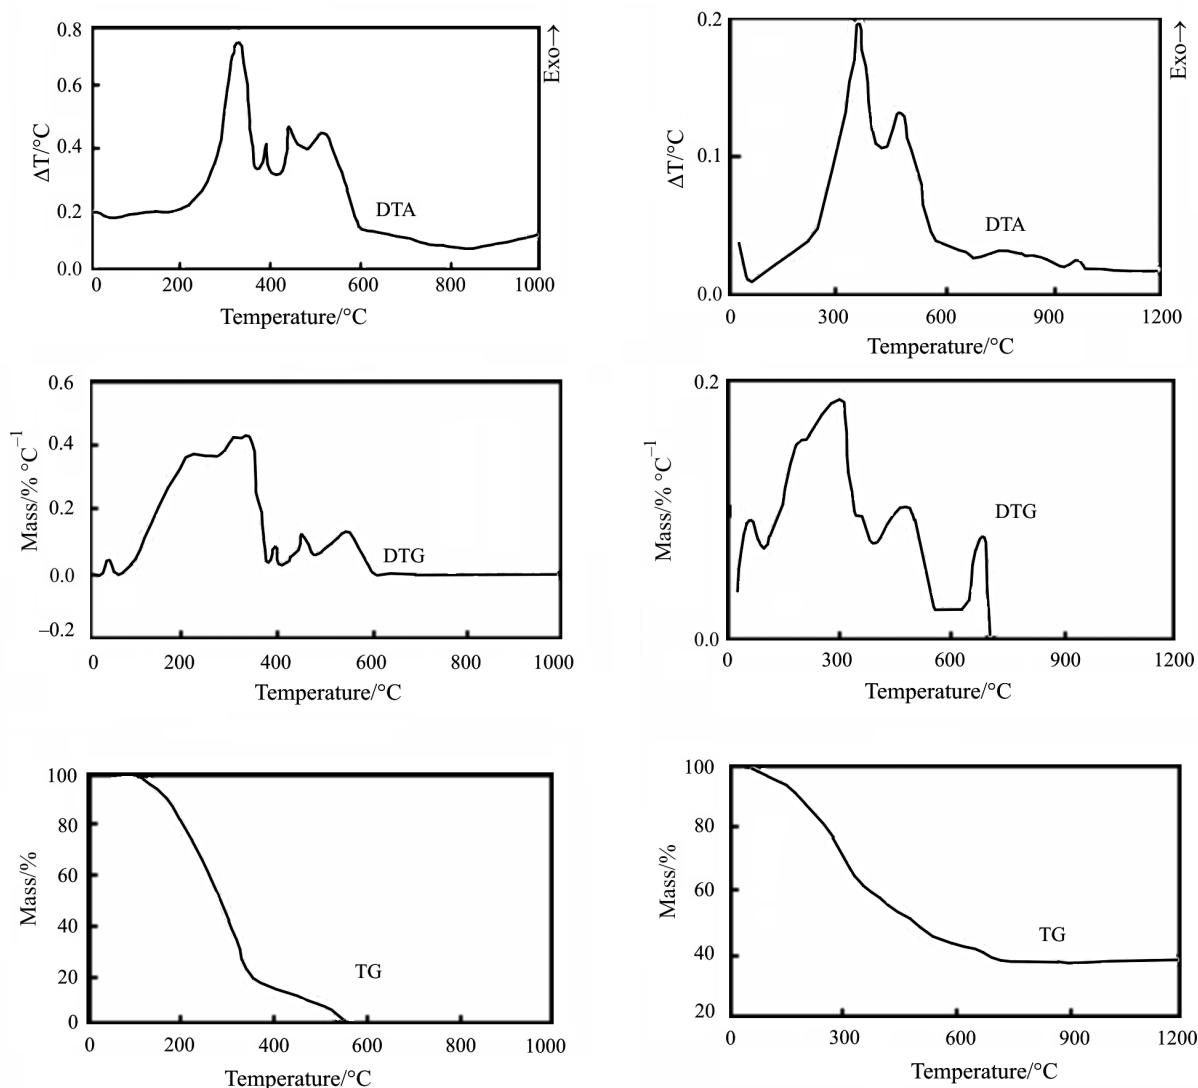 0.8
0.6
0.4
0.2
0.0
ΔT/°C
Exo→
DTA
0 200 400 600 800 1000
Temperature/°C
0.2
0.1
0.0
ΔT/°C
Exo→
DTA
0 300 600 900 1200
Temperature/°C
0.6
0.4
0.2
0.0
–0.2
Mass/% °C⁻¹
DTG
0 200 400 600 800 1000
Temperature/°C
0.2
0.0
Mass/% °C⁻¹
DTG
0 300 600 900 1200
Temperature/°C
100
80
60
40
20
0
Mass/%
TG
0 200 400 600 800 1000
Temperature/°C
100
80
60
40
20
Mass/%
TG
0 300 600 900 1200
Temperature/°C